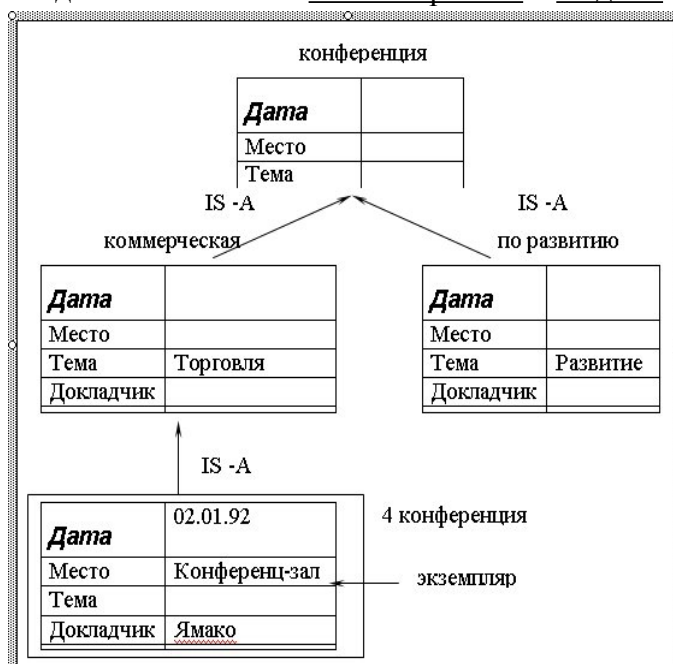 конференция
Дата
Место
Тема
IS -A IS -A
коммерческая по развитию
Дата Дата
Место Место
Тема Торговля Тема Развитие
Докладчик Докладчик
IS -A
02.01.92 4 конференция
Дата
Место Конференц-зал экземпляр
Тема
Докладчик Ямако